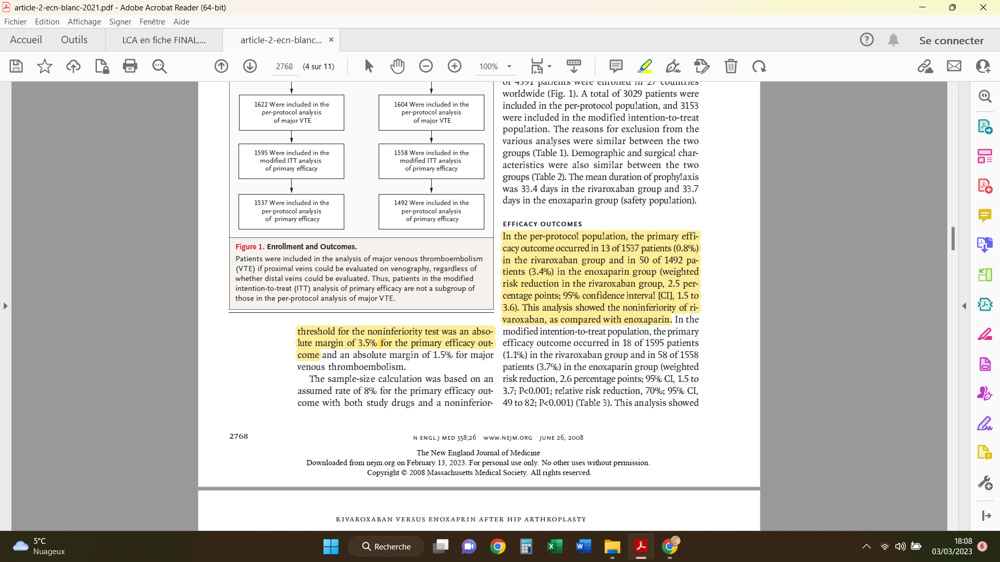 article-2-ecn-blanc-2021.pdf - Adobe Acrobat Reader (64-bit)
Fichier Edition Affichage Signer Fenêtre Aide
Accueil Outils LCA en fiche FINAL.... article-2-ecn-blanc... × Se connecter
2768 (4 sur 11) 100%
1622 Were included in the
per-protocol analysis
of major VTE
1604 Were included in the
per-protocol analysis
of major VTE
1595 Were included in the
modified ITT analysis
of primary efficacy
1558 Were included in the
modified ITT analysis
of primary efficacy
1537 Were included in the
per-protocol analysis
of primary efficacy
1492 Were included in the
per-protocol analysis
of primary efficacy
Figure 1. Enrollment and Outcomes.
Patients were included in the analysis of major venous thromboembolism
(VTE) if proximal veins could be evaluated on venography, regardless of
whether distal veins could be evaluated. Thus, patients in the modified
intention-to-treat (ITT) analysis of primary efficacy are not a subgroup of
those in the per-protocol analysis of major VTE.
threshold for the noninferiority test was an abso-
lute margin of 3.5% for the primary efficacy out-
come and an absolute margin of 1.5% for major
venous thromboembolism.
The sample-size calculation was based on an
assumed rate of 8% for the primary efficacy out-
come with both study drugs and a noninferior-
of 4591 patients were enrolled in 27 countries
worldwide (Fig. 1). A total of 3029 patients were
included in the per-protocol population, and 3153
were included in the modified intention-to-treat
population. The reasons for exclusion from the
various analyses were similar between the two
groups (Table 1). Demographic and surgical char-
acteristics were also similar between the two
groups (Table 2). The mean duration of prophylaxis
was 33.4 days in the rivaroxaban group and 33.7
days in the enoxaparin group (safety population).
EFFICACY OUTCOMES
In the per-protocol population, the primary effi-
cacy outcome occurred in 13 of 1537 patients (0.8%)
in the rivaroxaban group and in 50 of 1492 pa-
tients (3.4%) in the enoxaparin group (weighted
risk reduction in the rivaroxaban group, 2.5 per-
centage points; 95% confidence interval [CI], 1.5 to
3.6). This analysis showed the noninferiority of ri-
varoxaban, as compared with enoxaparin. In the
modified intention-to-treat population, the primary
efficacy outcome occurred in 18 of 1595 patients
(1.1%) in the rivaroxaban group and in 58 of 1558
patients (3.7%) in the enoxaparin group (weighted
risk reduction, 2.6 percentage points; 95% CI, 1.5 to
3.7; P<0.001; relative risk reduction, 70%; 95% CI,
49 to 82; P<0.001) (Table 3). This analysis showed
2768
N ENGL J MED 358;26 WWW.NEJM.ORG JUNE 26, 2008
The New England Journal of Medicine
Downloaded from nejm.org on February 13, 2023. For personal use only. No other uses without permission.
Copyright © 2008 Massachusetts Medical Society. All rights reserved.
RIVAROXABAN VERSUS ENOXAPRIN AFTER HIP ARTHROPLASTY
5°C
Nuageux
Recherche
18:08
03/03/2023
6